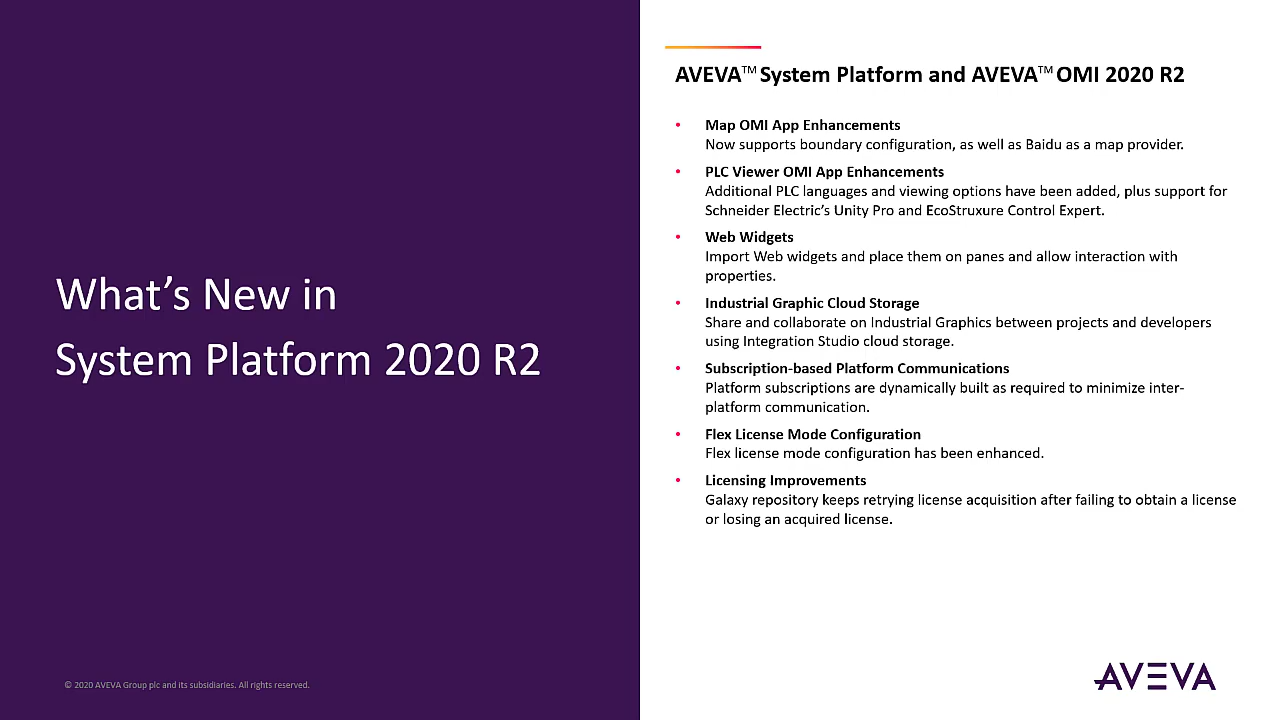 What's New in
System Platform 2020 R2
© 2020 AVEVA Group plc and its subsidiaries. All rights reserved.
AVEVA™ System Platform and AVEVA™ OMI 2020 R2
• Map OMI App Enhancements
Now supports boundary configuration, as well as Baidu as a map provider.
• PLC Viewer OMI App Enhancements
Additional PLC languages and viewing options have been added, plus support for
Schneider Electric's Unity Pro and EcoStruxure Control Expert.
• Web Widgets
Import Web widgets and place them on panes and allow interaction with
properties.
• Industrial Graphic Cloud Storage
Share and collaborate on Industrial Graphics between projects and developers
using Integration Studio cloud storage.
• Subscription-based Platform Communications
Platform subscriptions are dynamically built as required to minimize inter-
platform communication.
• Flex License Mode Configuration
Flex license mode configuration has been enhanced.
• Licensing Improvements
Galaxy repository keeps retrying license acquisition after failing to obtain a license
or losing an acquired license.
AVEVA